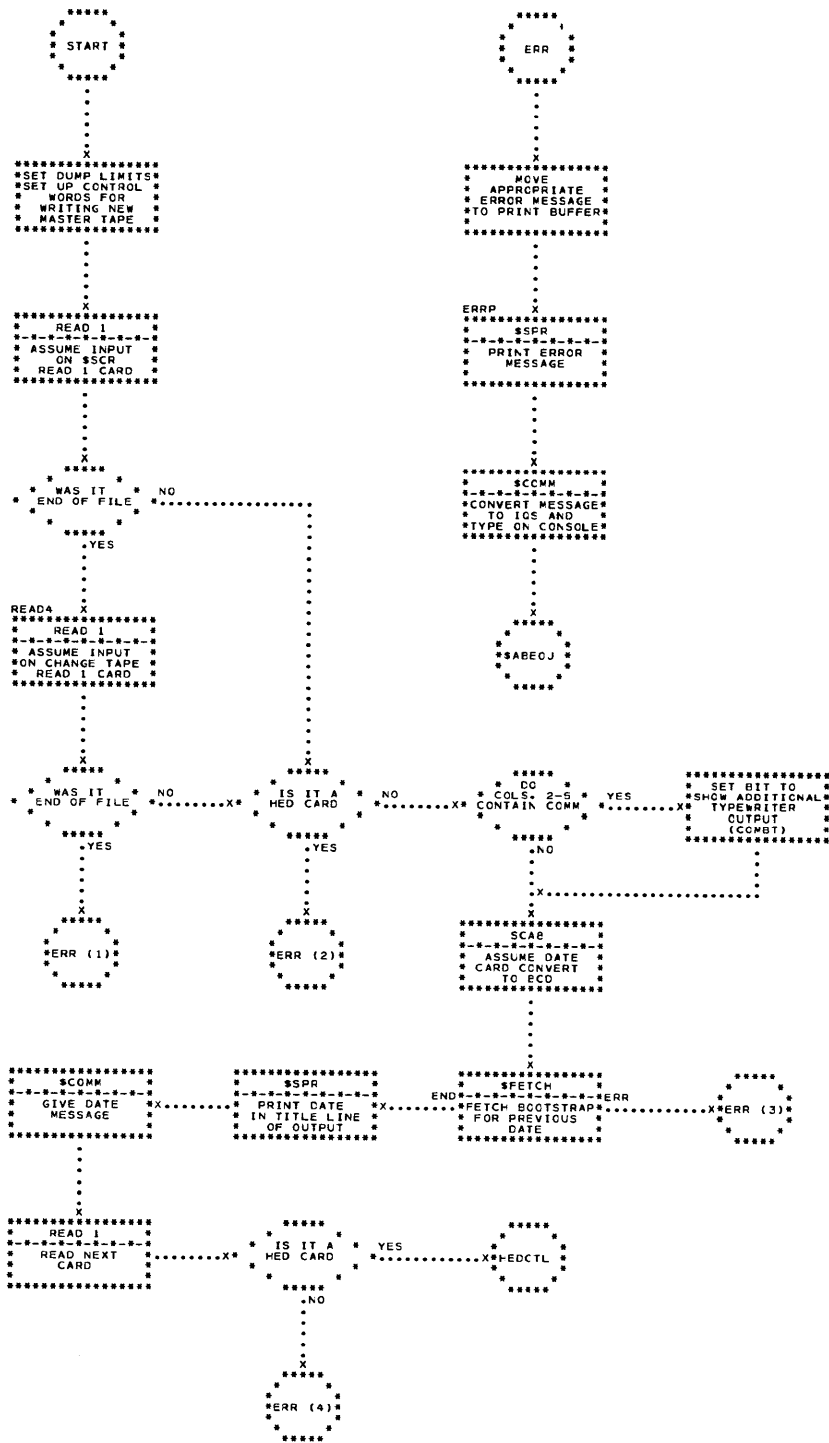 START
ERR
SET DUMP LIMITS
SET UP CONTROL
WORDS FOR
WRITING NEW
MASTER TAPE
MOVE
APPROPRIATE
ERROR MESSAGE
TO PRINT BUFFER
READ 1
ASSUME INPUT
ON $SCR
READ 1 CARD
ERRP
$SPR
PRINT ERROR
MESSAGE
WAS IT
END OF FILE
NO
YES
$COMM
CONVERT MESSAGE
TO IQS AND
TYPE ON CONSOLE
READ4
READ 1
ASSUME INPUT
ON CHANGE TAPE
READ 1 CARD
$ABEOJ
WAS IT
END OF FILE
NO
YES
IS IT A
HED CARD
NO
YES
DO
COLS. 2-5
CONTAIN COMM
YES
NO
SET BIT TO
SHOW ADDITIONAL
TYPEWRITER
OUTPUT
(COMBT)
ERR (1)
ERR (2)
SCAB
ASSUME DATE
CARD CONVERT
TO BCD
$COMM
GIVE DATE
MESSAGE
$SPR
PRINT DATE
IN TITLE LINE
OF OUTPUT
END
$FETCH
FETCH BOOTSTRAP
FOR PREVIOUS
DATE
ERR
ERR (3)
READ 1
READ NEXT
CARD
IS IT A
HED CARD
YES
NO
HEDCTL
ERR (4)